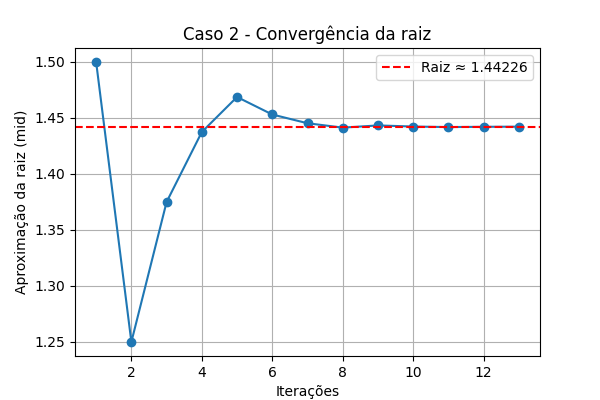 Caso 2 - Convergência da raiz
Raiz ≈ 1.44226
Aproximação da raiz (mid)
1.50
1.45
1.40
1.35
1.30
1.25
2 4 6 8 10 12
Iterações